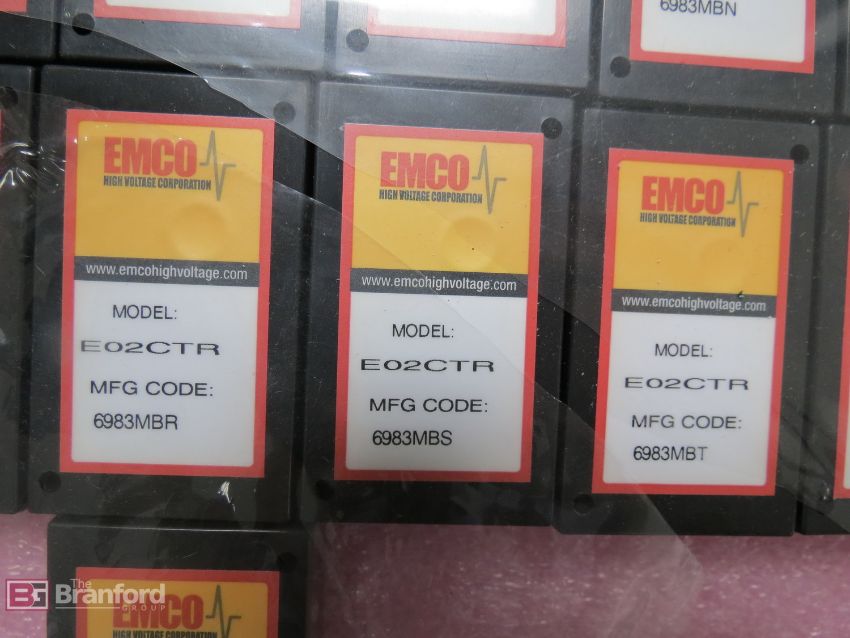 6983MBN
EMCO
HIGH VOLTAGE CORPORATION
www.emcohighvoltage.com
MODEL:
E02CTR
MFG CODE:
6983MBR
EMCO
HIGH VOLTAGE CORPORATION
www.emcohighvoltage.com
MODEL:
E02CTR
MFG CODE:
6983MBS
EMCO
HIGH VOLTAGE CORPORATION
www.emcohighvoltage.com
MODEL:
E02CTR
MFG CODE:
6983MBT
EMCO
HIGH VOLTAGE CORPORATION
BG The Branford GROUP